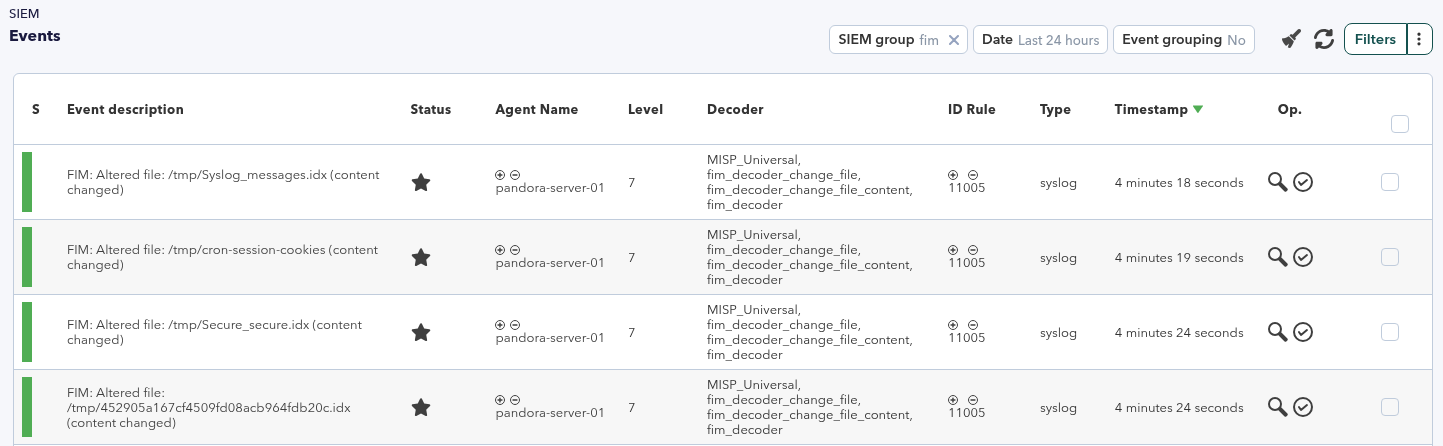 SIEM
Events
SIEM group fim
Date Last 24 hours
Event grouping No
Filters
S Event description Status Agent Name Level Decoder ID Rule Type Timestamp Op.
FIM: Altered file: /tmp/Syslog_messages.idx (content
changed)
pandora-server-01
7
MISP_Universal,
fim_decoder_change_file,
fim_decoder_change_file_content,
fim_decoder
11005
syslog
4 minutes 18 seconds
FIM: Altered file: /tmp/cron-session-cookies (content
changed)
pandora-server-01
7
MISP_Universal,
fim_decoder_change_file,
fim_decoder_change_file_content,
fim_decoder
11005
syslog
4 minutes 19 seconds
FIM: Altered file: /tmp/Secure_secure.idx (content
changed)
pandora-server-01
7
MISP_Universal,
fim_decoder_change_file,
fim_decoder_change_file_content,
fim_decoder
11005
syslog
4 minutes 24 seconds
FIM: Altered file:
/tmp/452905a167cf4509fd08acb964fdb20c.idx
(content changed)
pandora-server-01
7
MISP_Universal,
fim_decoder_change_file,
fim_decoder_change_file_content,
fim_decoder
11005
syslog
4 minutes 24 seconds